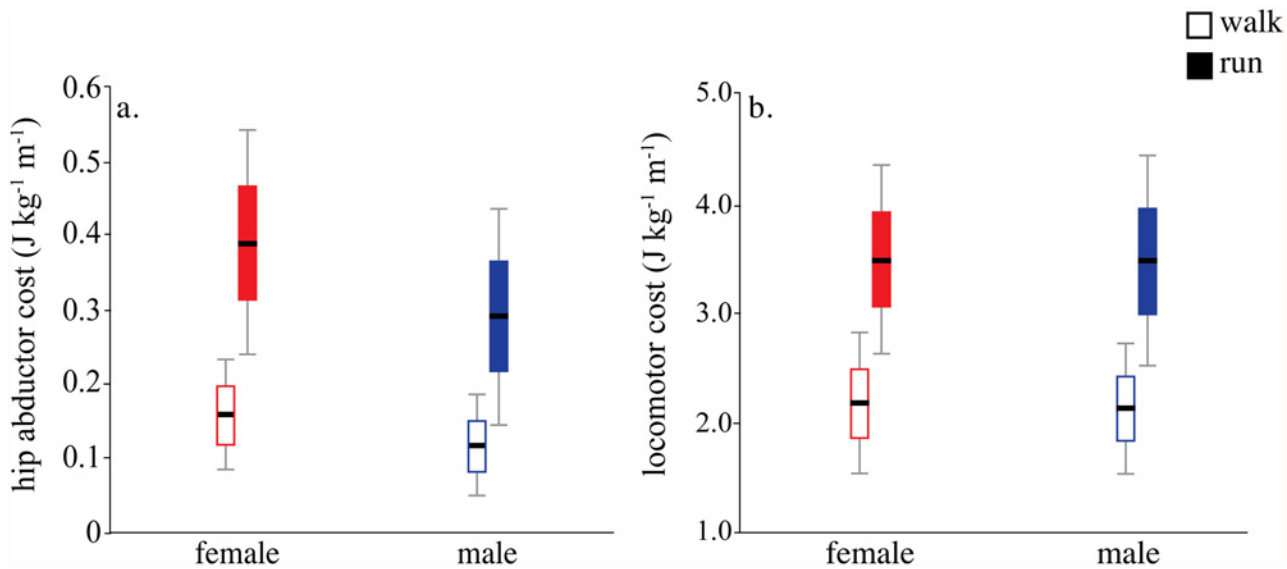 walk
run
a.
hip abductor cost (J kg⁻¹ m⁻¹)
0.6
0.5
0.4
0.3
0.2
0.1
0
female male
b.
locomotor cost (J kg⁻¹ m⁻¹)
5.0
4.0
3.0
2.0
1.0
female male